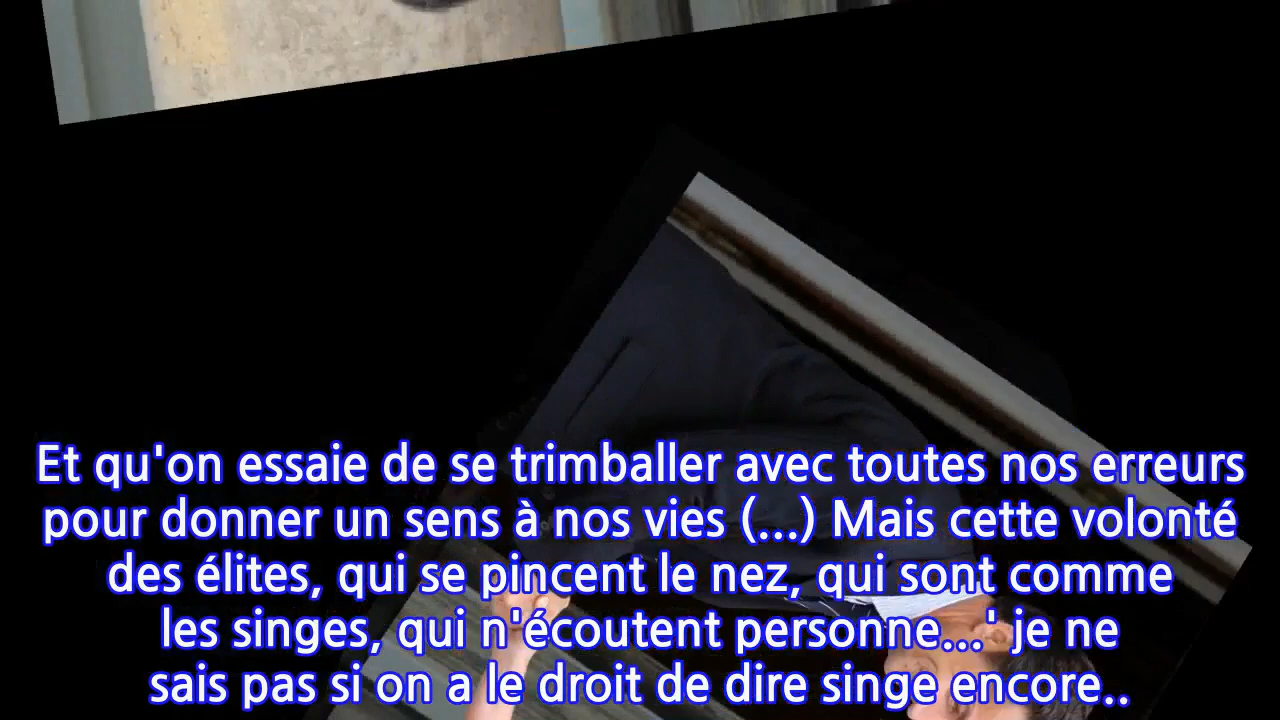 Et qu'on essaie de se trimballer avec toutes nos erreurs
pour donner un sens à nos vies (...) Mais cette volonté
des élites, qui se pincent le nez, qui sont comme
les singes, qui n'écoutent personne...' je ne
sais pas si on a le droit de dire singe encore..